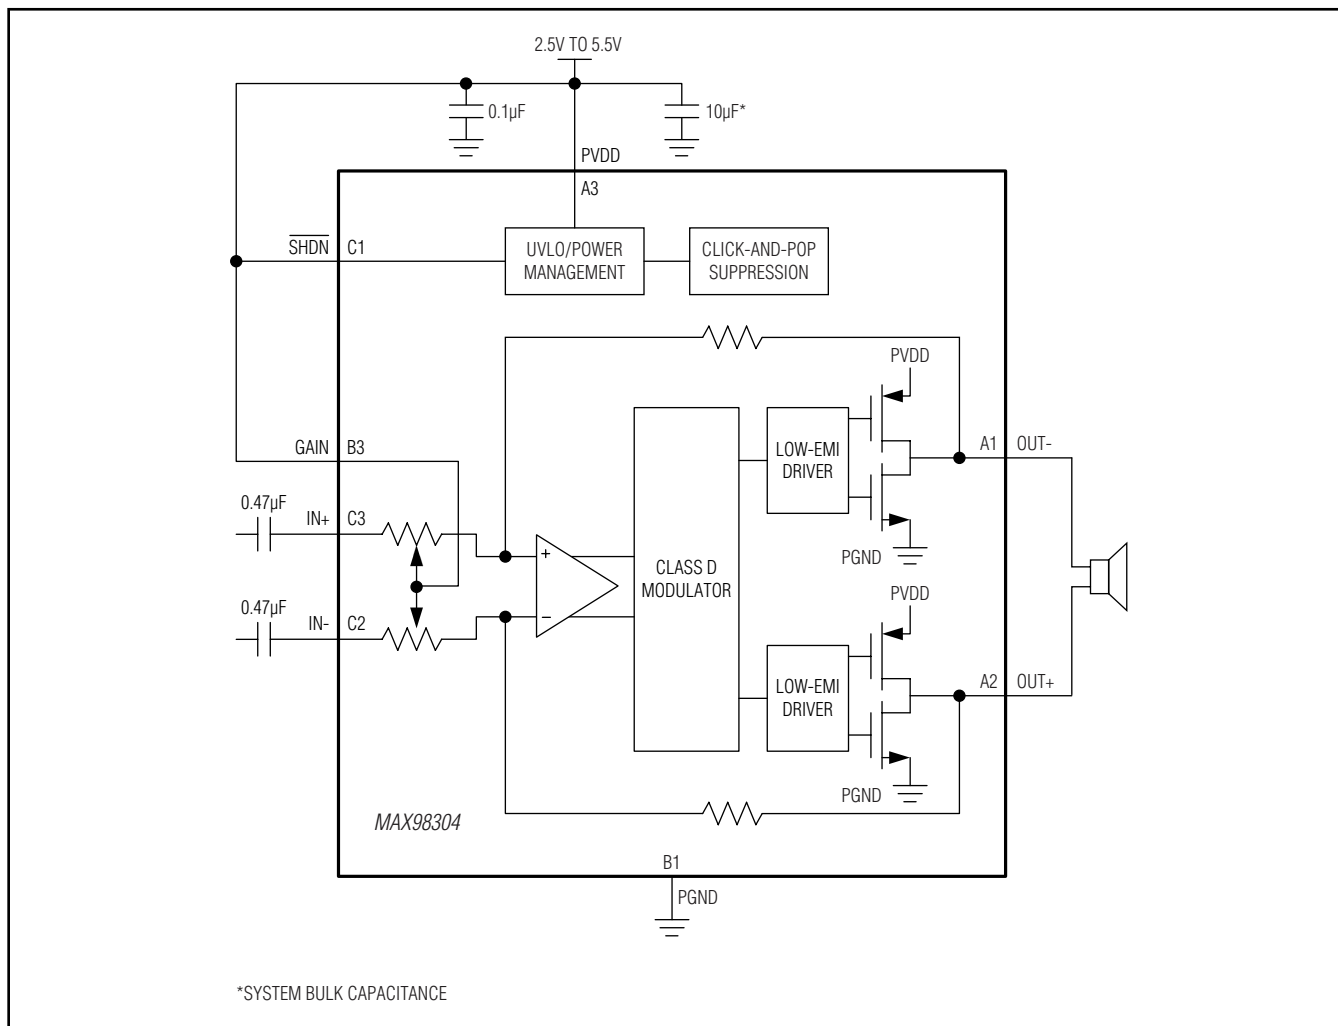 2.5V TO 5.5V
0.1µF
10µF*
PVDD
A3
SHDN
C1
UVLO/POWER
MANAGEMENT
CLICK-AND-POP
SUPPRESSION
PVDD
GAIN
B3
LOW-EMI
DRIVER
A1
OUT-
0.47µF
IN+
C3
PGND
+
CLASS D
MODULATOR
0.47µF
IN-
C2
−
PVDD
LOW-EMI
DRIVER
A2
OUT+
PGND
MAX98304
B1
PGND
*SYSTEM BULK CAPACITANCE